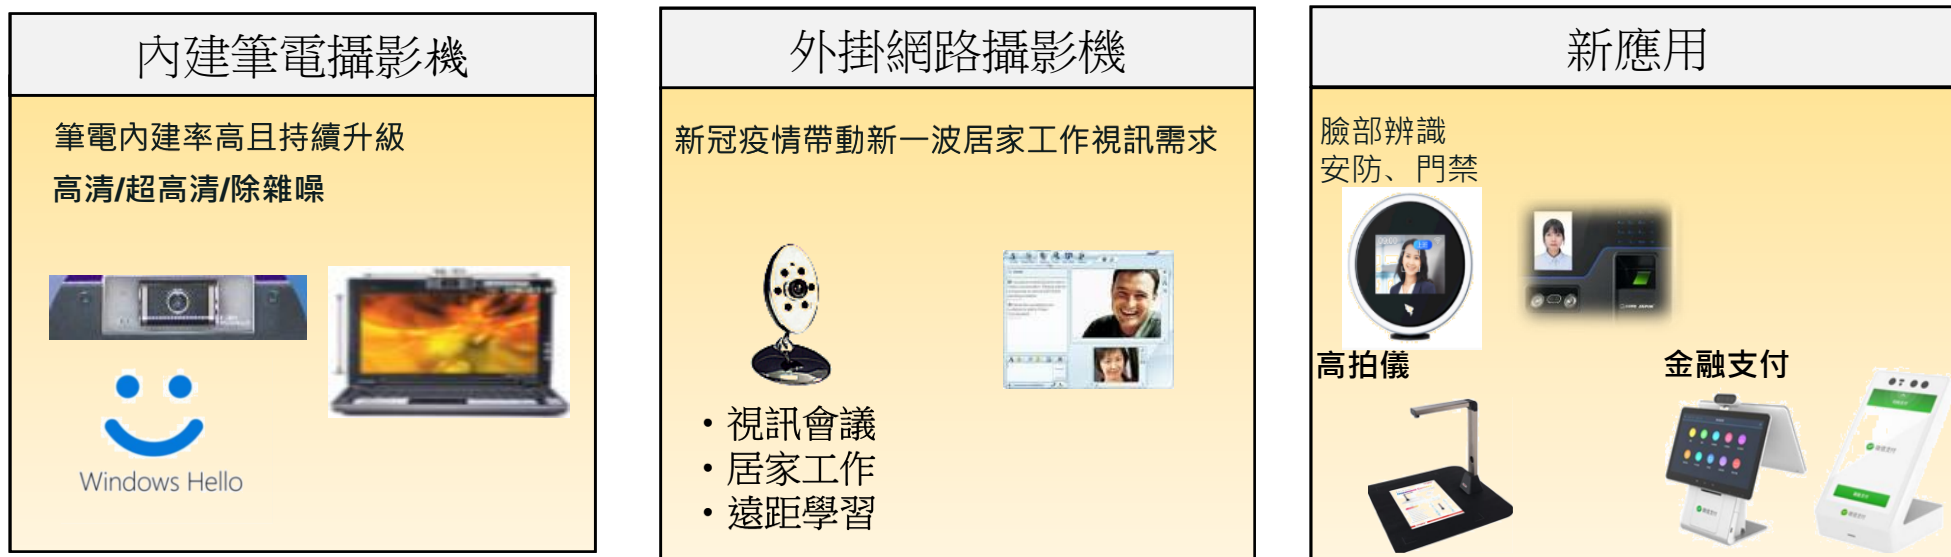 內建筆電攝影機
筆電內建率高且持續升級
高清/超高清/除雜噪
Windows Hello
外掛網路攝影機
新冠疫情帶動新一波居家工作視訊需求
・視訊會議
・居家工作
・遠距學習
新應用
臉部辨識
安防、門禁
高拍儀
金融支付